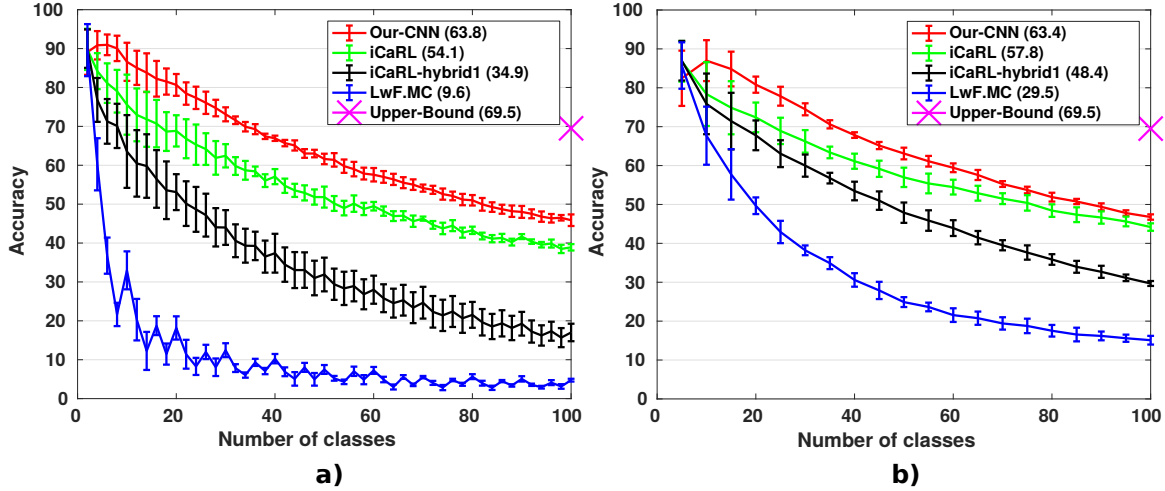 100
90
80
70
60
50
40
30
20
10
0
Accuracy
0 20 40 60 80 100
Number of classes
Our-CNN (63.8)
iCaRL (54.1)
iCaRL-hybrid1 (34.9)
LwF.MC (9.6)
Upper-Bound (69.5)
a)
100
90
80
70
60
50
40
30
20
10
0
Accuracy
0 20 40 60 80 100
Number of classes
Our-CNN (63.4)
iCaRL (57.8)
iCaRL-hybrid1 (48.4)
LwF.MC (29.5)
Upper-Bound (69.5)
b)